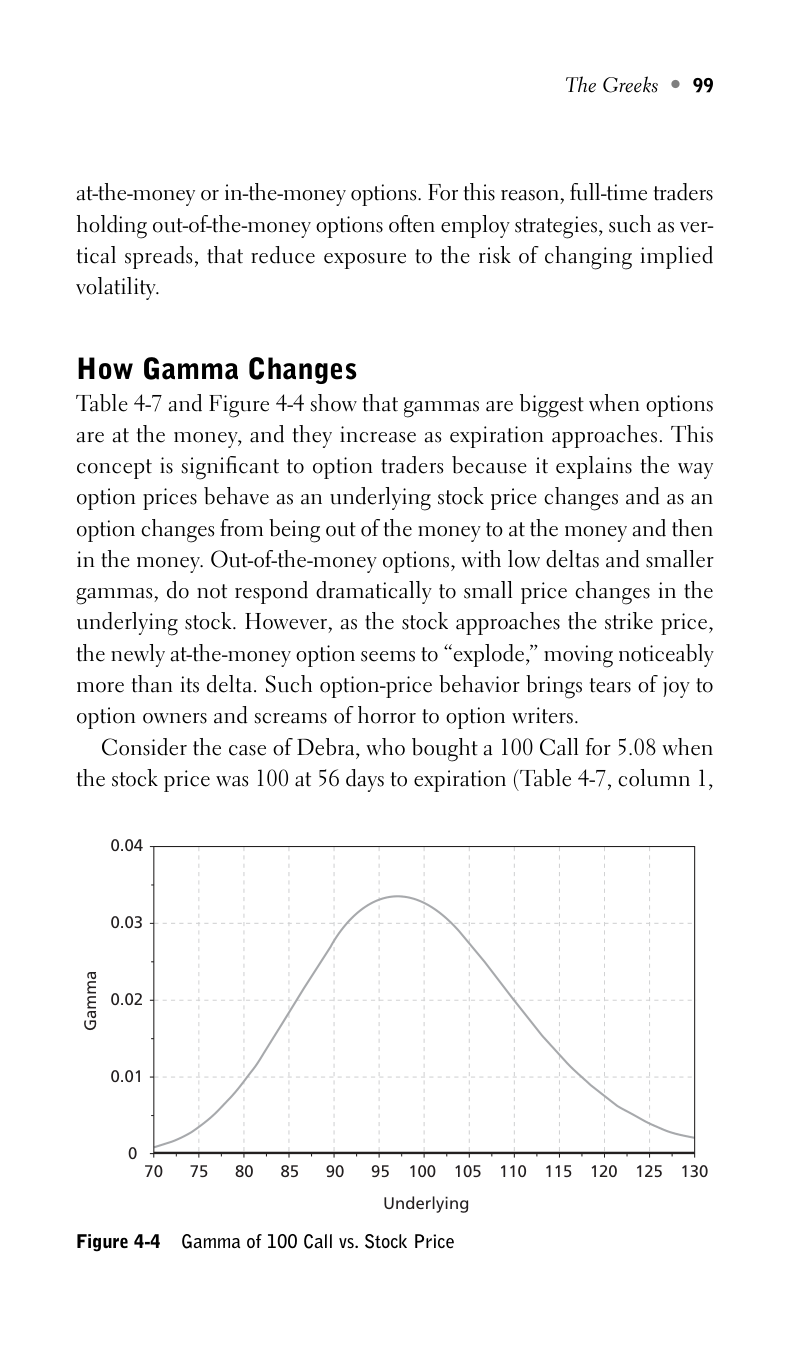 The Greeks • 99
at-the-money or in-the-money options. For this reason, full-time traders
holding out-of-the-money options often employ strategies, such as ver-
tical spreads, that reduce exposure to the risk of changing implied
volatility.
How Gamma Changes
Table 4-7 and Figure 4-4 show that gammas are biggest when options
are at the money, and they increase as expiration approaches. This
concept is significant to option traders because it explains the way
option prices behave as an underlying stock price changes and as an
option changes from being out of the money to at the money and then
in the money. Out-of-the-money options, with low deltas and smaller
gammas, do not respond dramatically to small price changes in the
underlying stock. However, as the stock approaches the strike price,
the newly at-the-money option seems to “explode,” moving noticeably
more than its delta. Such option-price behavior brings tears of joy to
option owners and screams of horror to option writers.
Consider the case of Debra, who bought a 100 Call for 5.08 when
the stock price was 100 at 56 days to expiration (Table 4-7, column 1,
0.04
0.03
0.02
0.01
0
Gamma
70 75 80 85 90 95 100 105 110 115 120 125 130
Underlying
Figure 4-4 Gamma of 100 Call vs. Stock Price